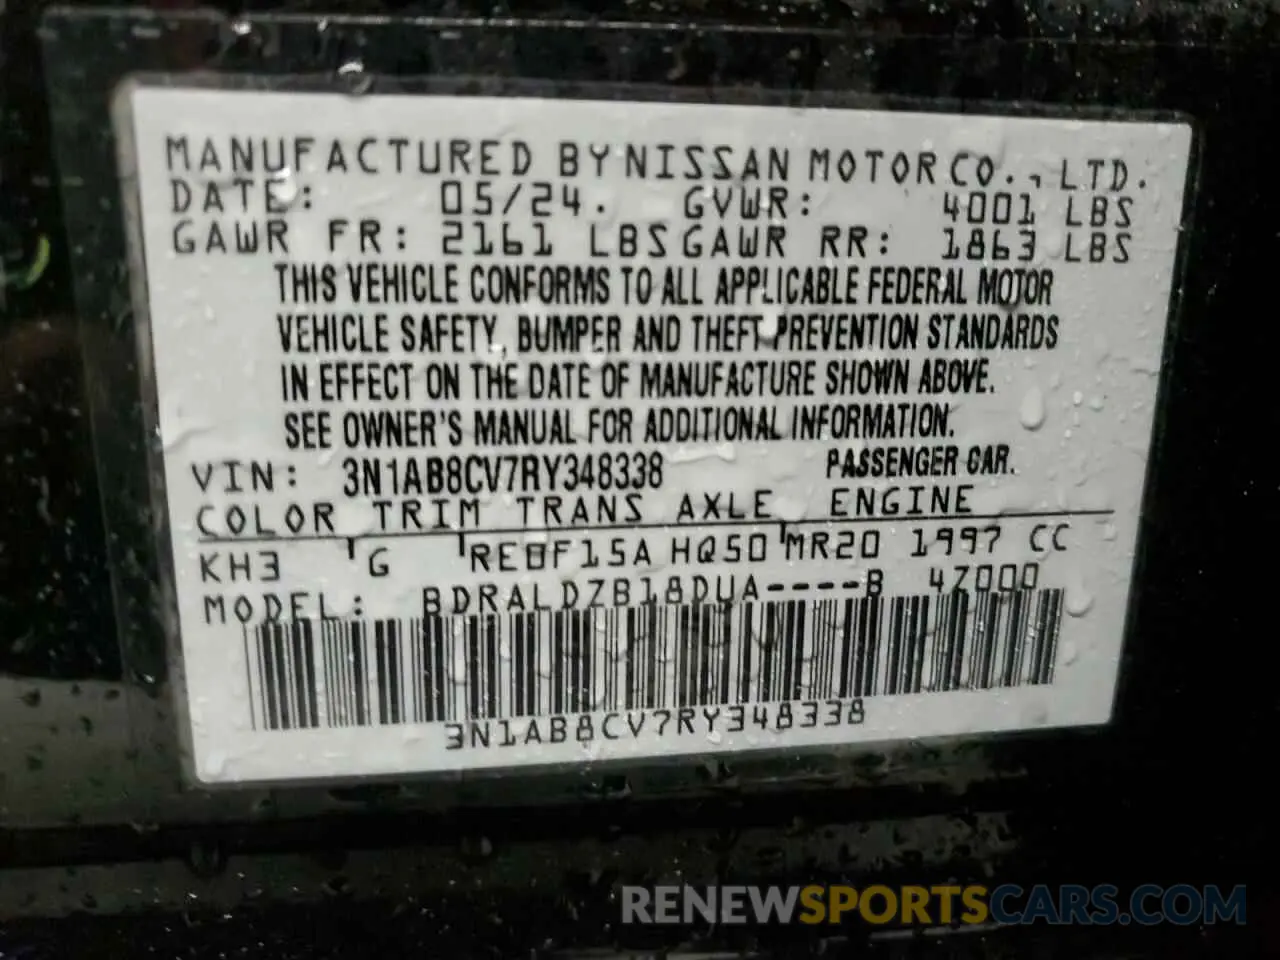 MANUFACTURED BY NISSAN MOTOR CO., LTD.
DATE: 05/24. GVWR: 4001 LBS
GAWR FR: 2161 LBS GAWR RR: 1863 LBS
THIS VEHICLE CONFORMS TO ALL APPLICABLE FEDERAL MOTOR
VEHICLE SAFETY, BUMPER AND THEFT PREVENTION STANDARDS
IN EFFECT ON THE DATE OF MANUFACTURE SHOWN ABOVE.
SEE OWNER'S MANUAL FOR ADDITIONAL INFORMATION.
VIN: 3N1AB8CV7RY348338 PASSENGER CAR.
COLOR TRIM TRANS AXLE ENGINE
KH3 G RE0F15A HQ50 MR20 1997 CC
MODEL: BDRALDZB18DUA----B 4Z000
3N1AB8CV7RY348338
RENEWSPORTSCARS.COM